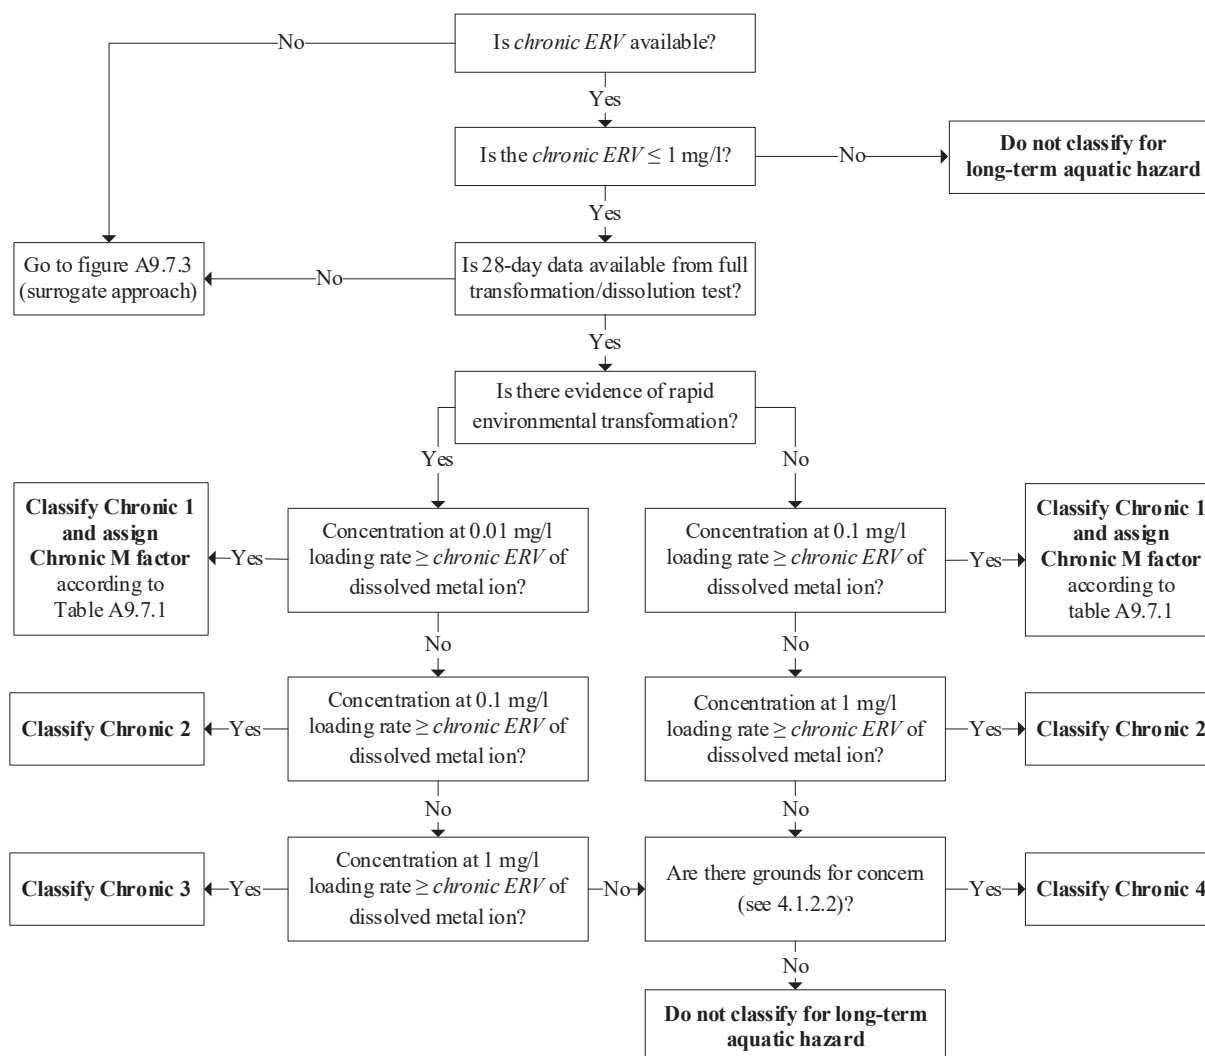 Is chronic ERV available?
No
Yes
Is the chronic ERV ≤ 1 mg/l?
No
Do not classify for
long-term aquatic hazard
Yes
Go to figure A9.7.3
(surrogate approach)
No
Is 28-day data available from full
transformation/dissolution test?
Yes
Is there evidence of rapid
environmental transformation?
Yes
No
Classify Chronic 1
and assign
Chronic M factor
according to
Table A9.7.1
Yes
Concentration at 0.01 mg/l
loading rate ≥ chronic ERV of
dissolved metal ion?
Concentration at 0.1 mg/l
loading rate ≥ chronic ERV of
dissolved metal ion?
Yes
Classify Chronic 1
and assign
Chronic M factor
according to
table A9.7.1
No
No
Classify Chronic 2
Yes
Concentration at 0.1 mg/l
loading rate ≥ chronic ERV of
dissolved metal ion?
Concentration at 1 mg/l
loading rate ≥ chronic ERV of
dissolved metal ion?
Yes
Classify Chronic 2
No
No
Classify Chronic 3
Yes
Concentration at 1 mg/l
loading rate ≥ chronic ERV of
dissolved metal ion?
No
Are there grounds for concern
(see 4.1.2.2)?
Yes
Classify Chronic 4
No
Do not classify for long-term
aquatic hazard